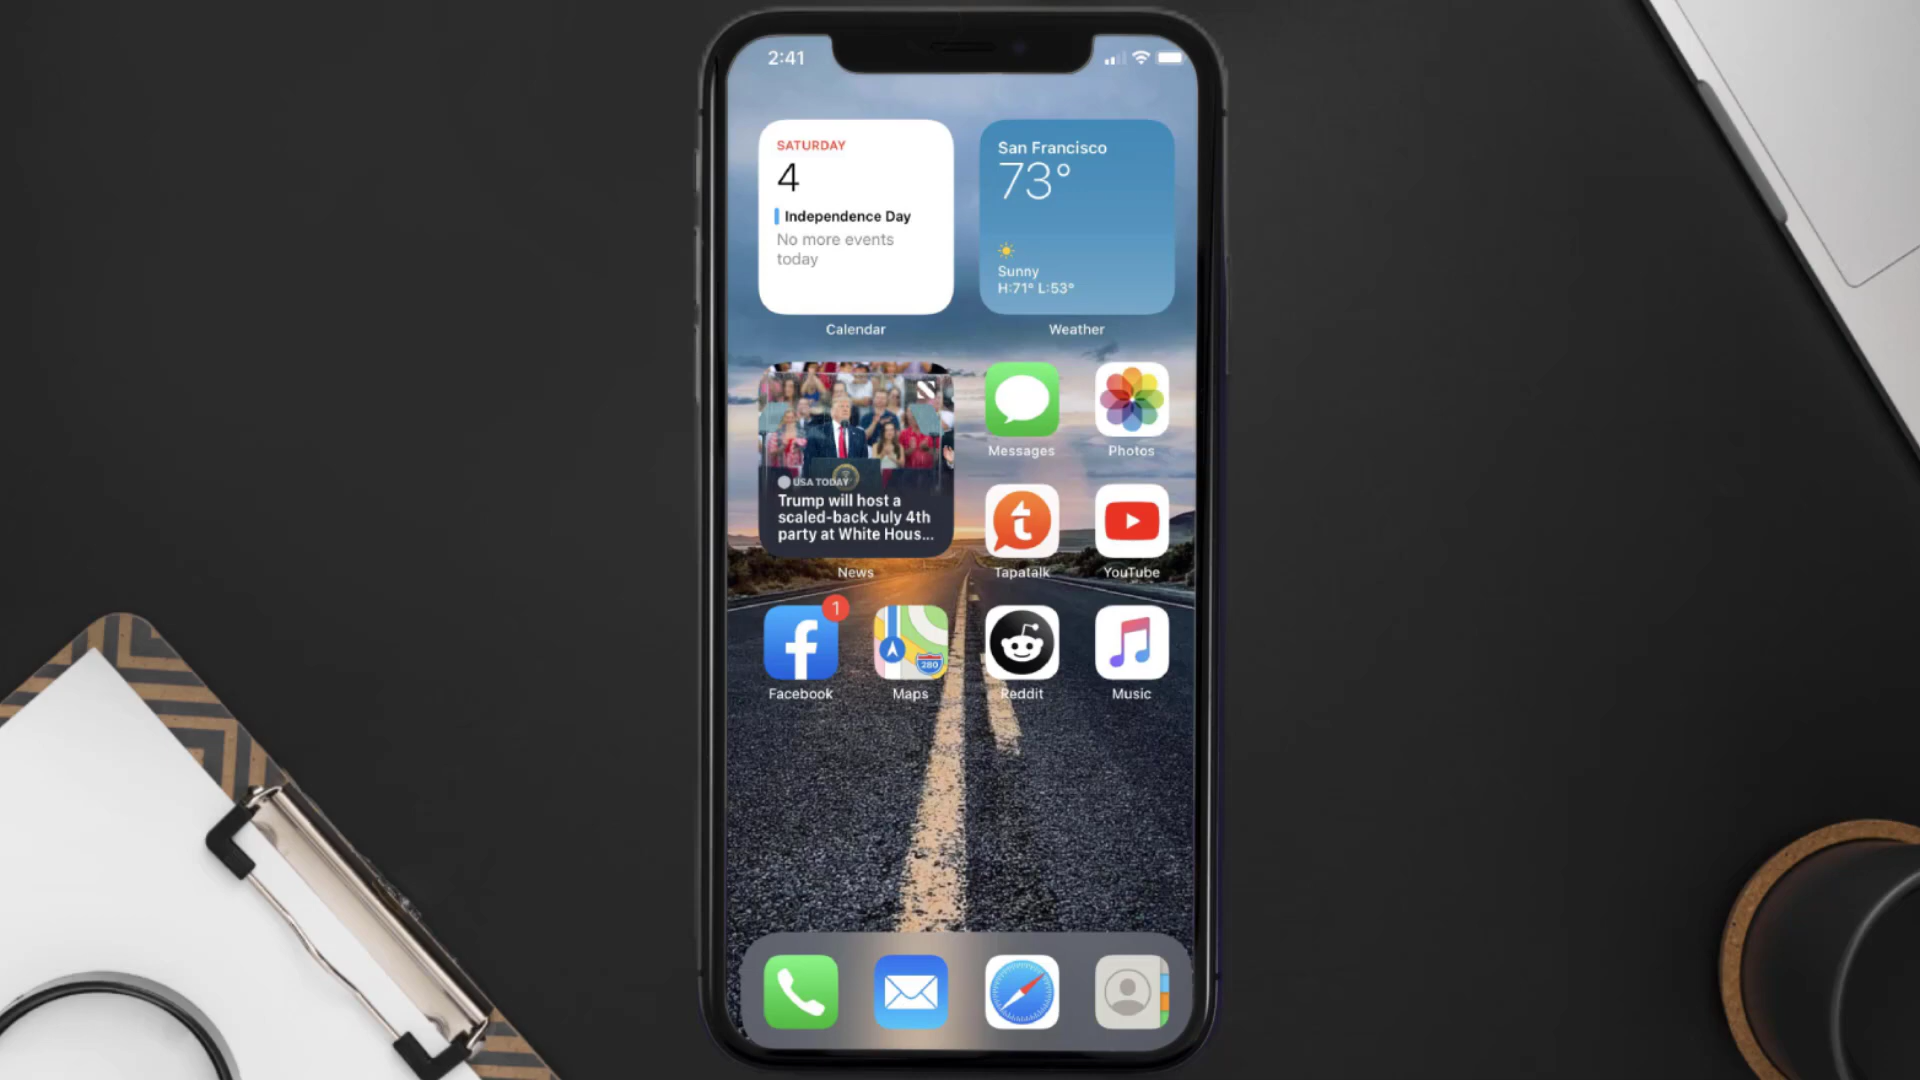 2:41
SATURDAY
4
Independence Day
No more events
today
Calendar
San Francisco
73°
Sunny
H:71° L:53°
Weather
USA TODAY
Trump will host a
scaled-back July 4th
party at White Hous...
News
Messages
Photos
Tapatalk
YouTube
1
280
Facebook
Maps
Reddit
Music